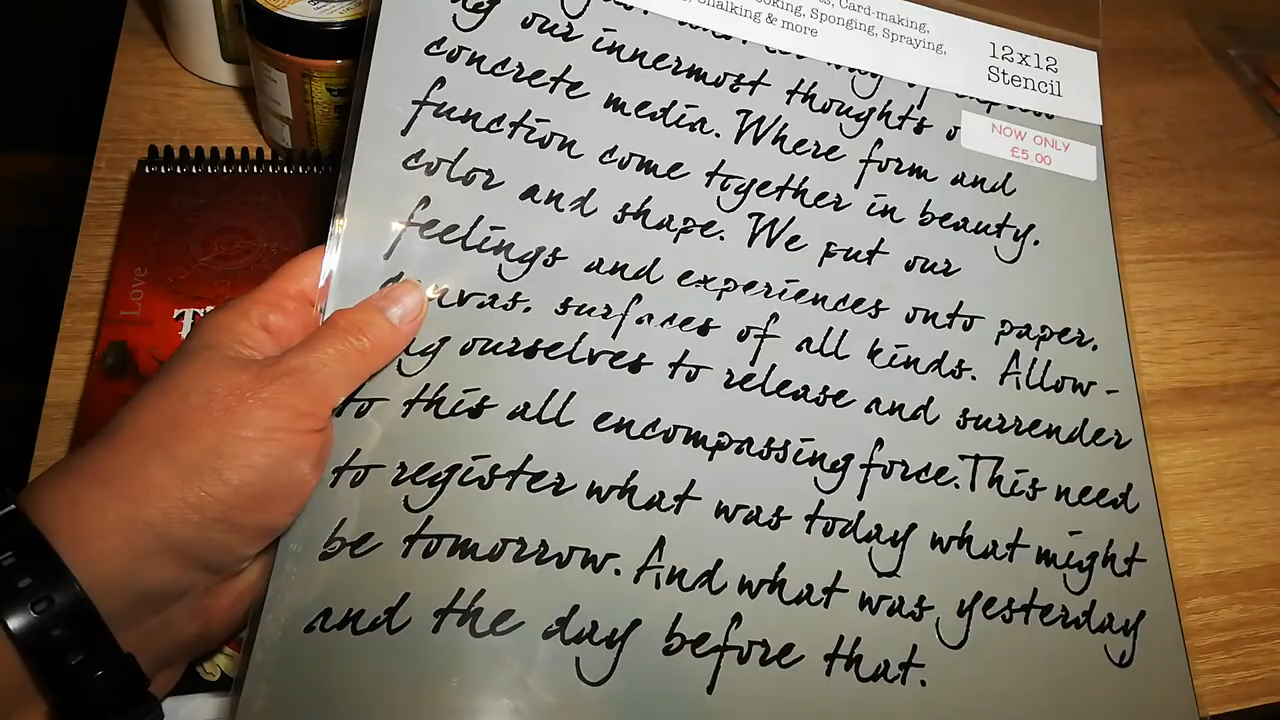 Card-making,
Sponging, Spraying,
Chalking & more
12x12
Stencil
NOW ONLY
£5.00
our innermost thoughts
concrete media. Where form and
function come together in beauty.
color and shape. We put our
feelings and experiences onto paper.
surfaces of all kinds. Allow-
ourselves to release and surrender
to this all encompassing force. This need
to register what was today what might
be tomorrow. And what was yesterday
and the day before that.
Love